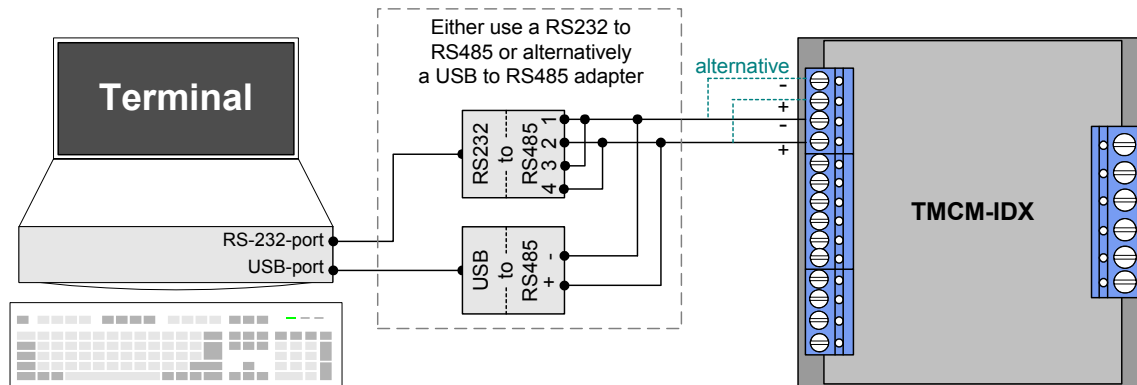 Either use a RS232 to
RS485 or alternatively
a USB to RS485 adapter
Terminal
alternative
-
+
-
+
RS232
to
RS485
1
2
3
4
TMCM-IDX
RS-232-port
USB-port
USB
to
RS485
-
+